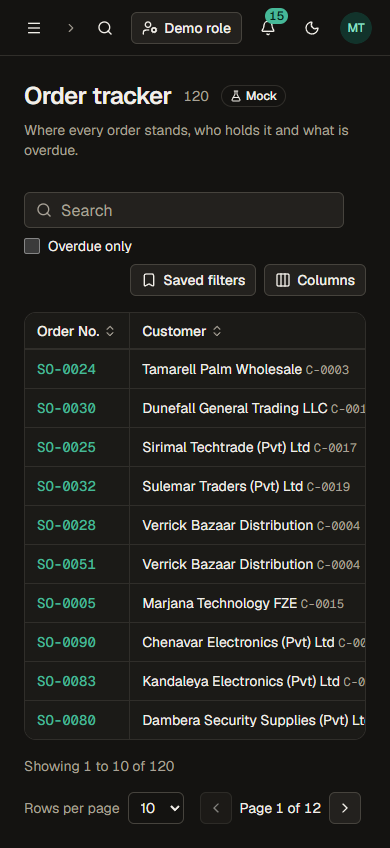 Demo role
15
MT
Order tracker 120 Mock
Where every order stands, who holds it and what is
overdue.
Search
Overdue only
Saved filters Columns
Order No. Customer
SO-0024 Tamarell Palm Wholesale C-0003
SO-0030 Dunefall General Trading LLC C-001
SO-0025 Sirimal Techtrade (Pvt) Ltd C-0017
SO-0032 Sulemar Traders (Pvt) Ltd C-0019
SO-0028 Verrick Bazaar Distribution C-0004
SO-0051 Verrick Bazaar Distribution C-0004
SO-0005 Marjana Technology FZE C-0015
SO-0090 Chenavar Electronics (Pvt) Ltd C-00
SO-0083 Kandaleya Electronics (Pvt) Ltd C-0
SO-0080 Dambera Security Supplies (Pvt) Lt
Showing 1 to 10 of 120
Rows per page 10 Page 1 of 12